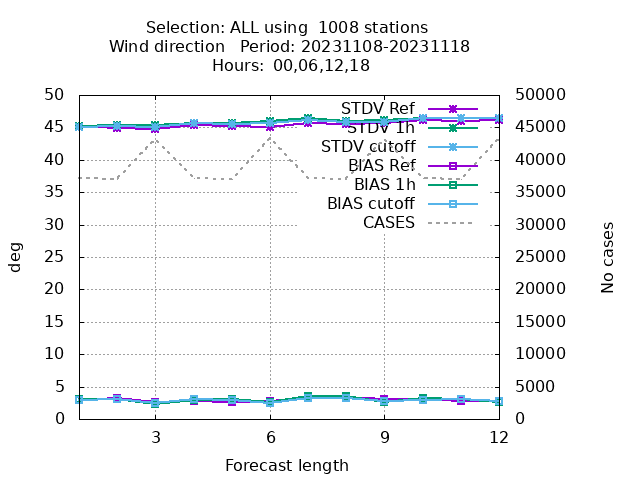 Selection: ALL using  1008 stations
Wind direction   Period: 20231108-20231118
Hours:  00,06,12,18
50
45
40
35
30
25
20
15
10
5
0
deg
50000
45000
40000
35000
30000
25000
20000
15000
10000
5000
0
No cases
STDV Ref
STDV 1h
STDV cutoff
BIAS Ref
BIAS 1h
BIAS cutoff
CASES
3 6 9 12
Forecast length